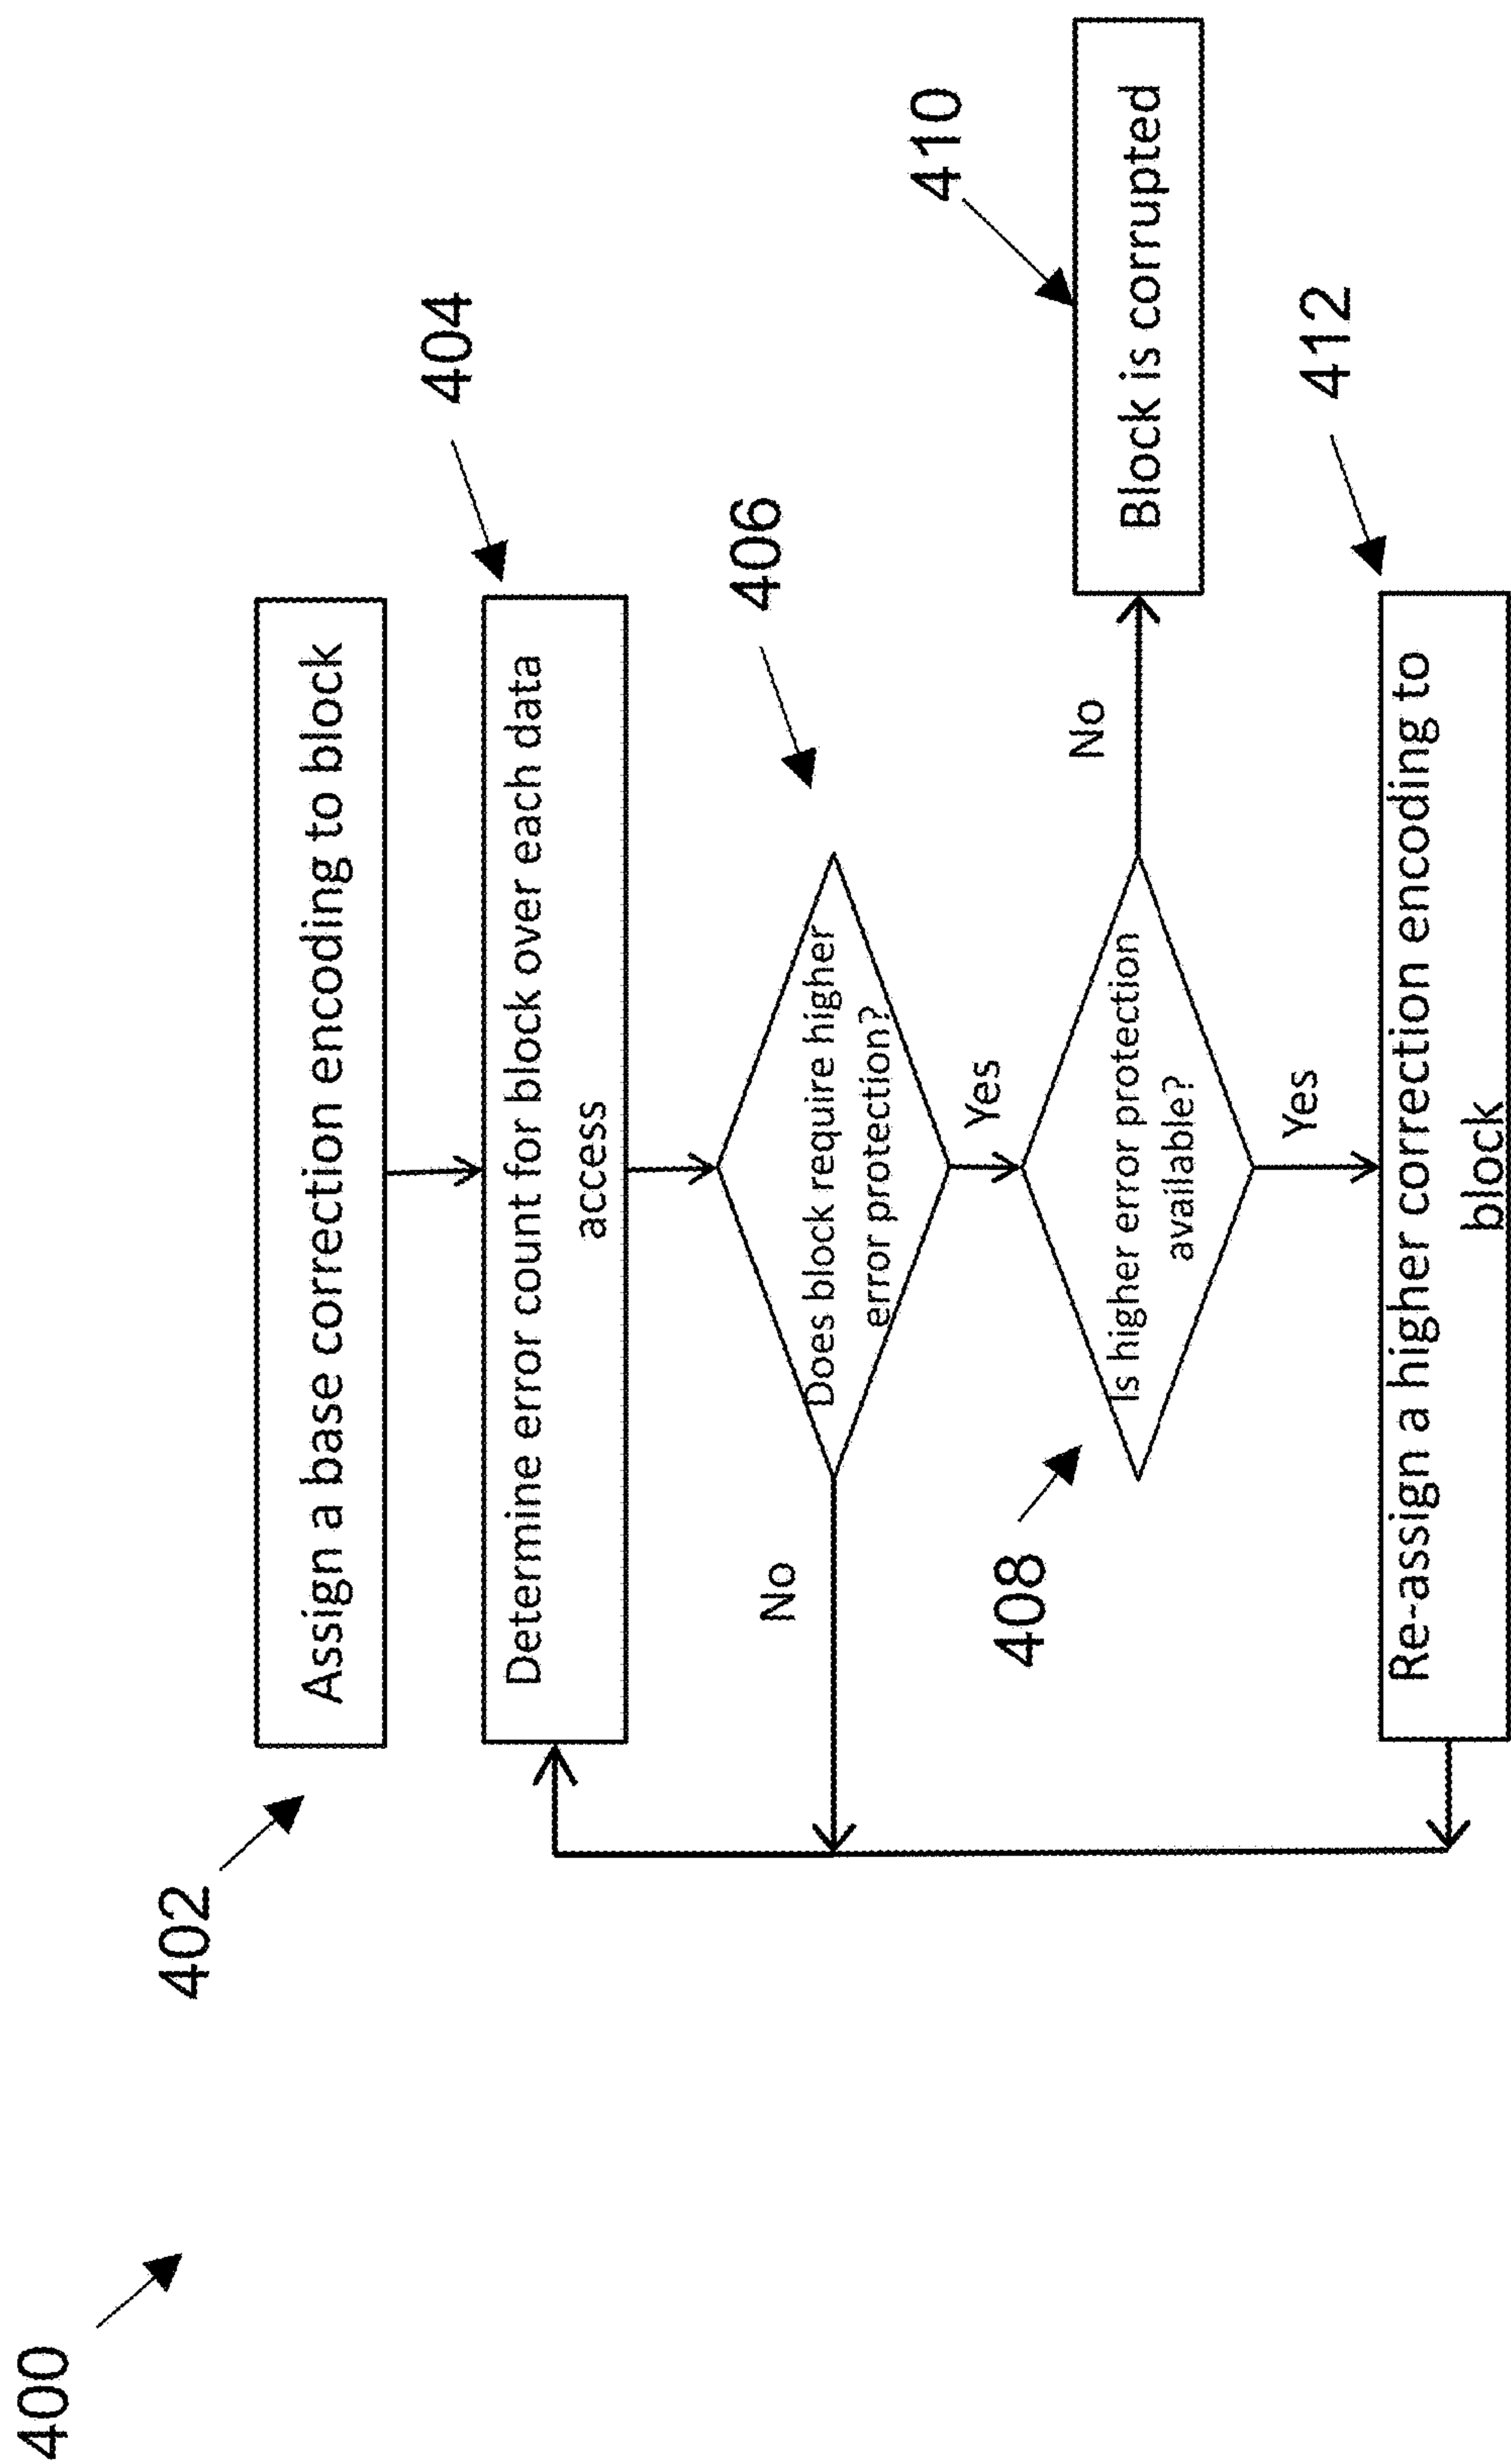 400
402
Assign a base correction encoding to block
404
Determine error count for block over each data
access
406
Does block require higher
error protection?
No
Yes
408
Is higher error protection
available?
No
410
Block is corrupted
Yes
412
Re-assign a higher correction encoding to
block